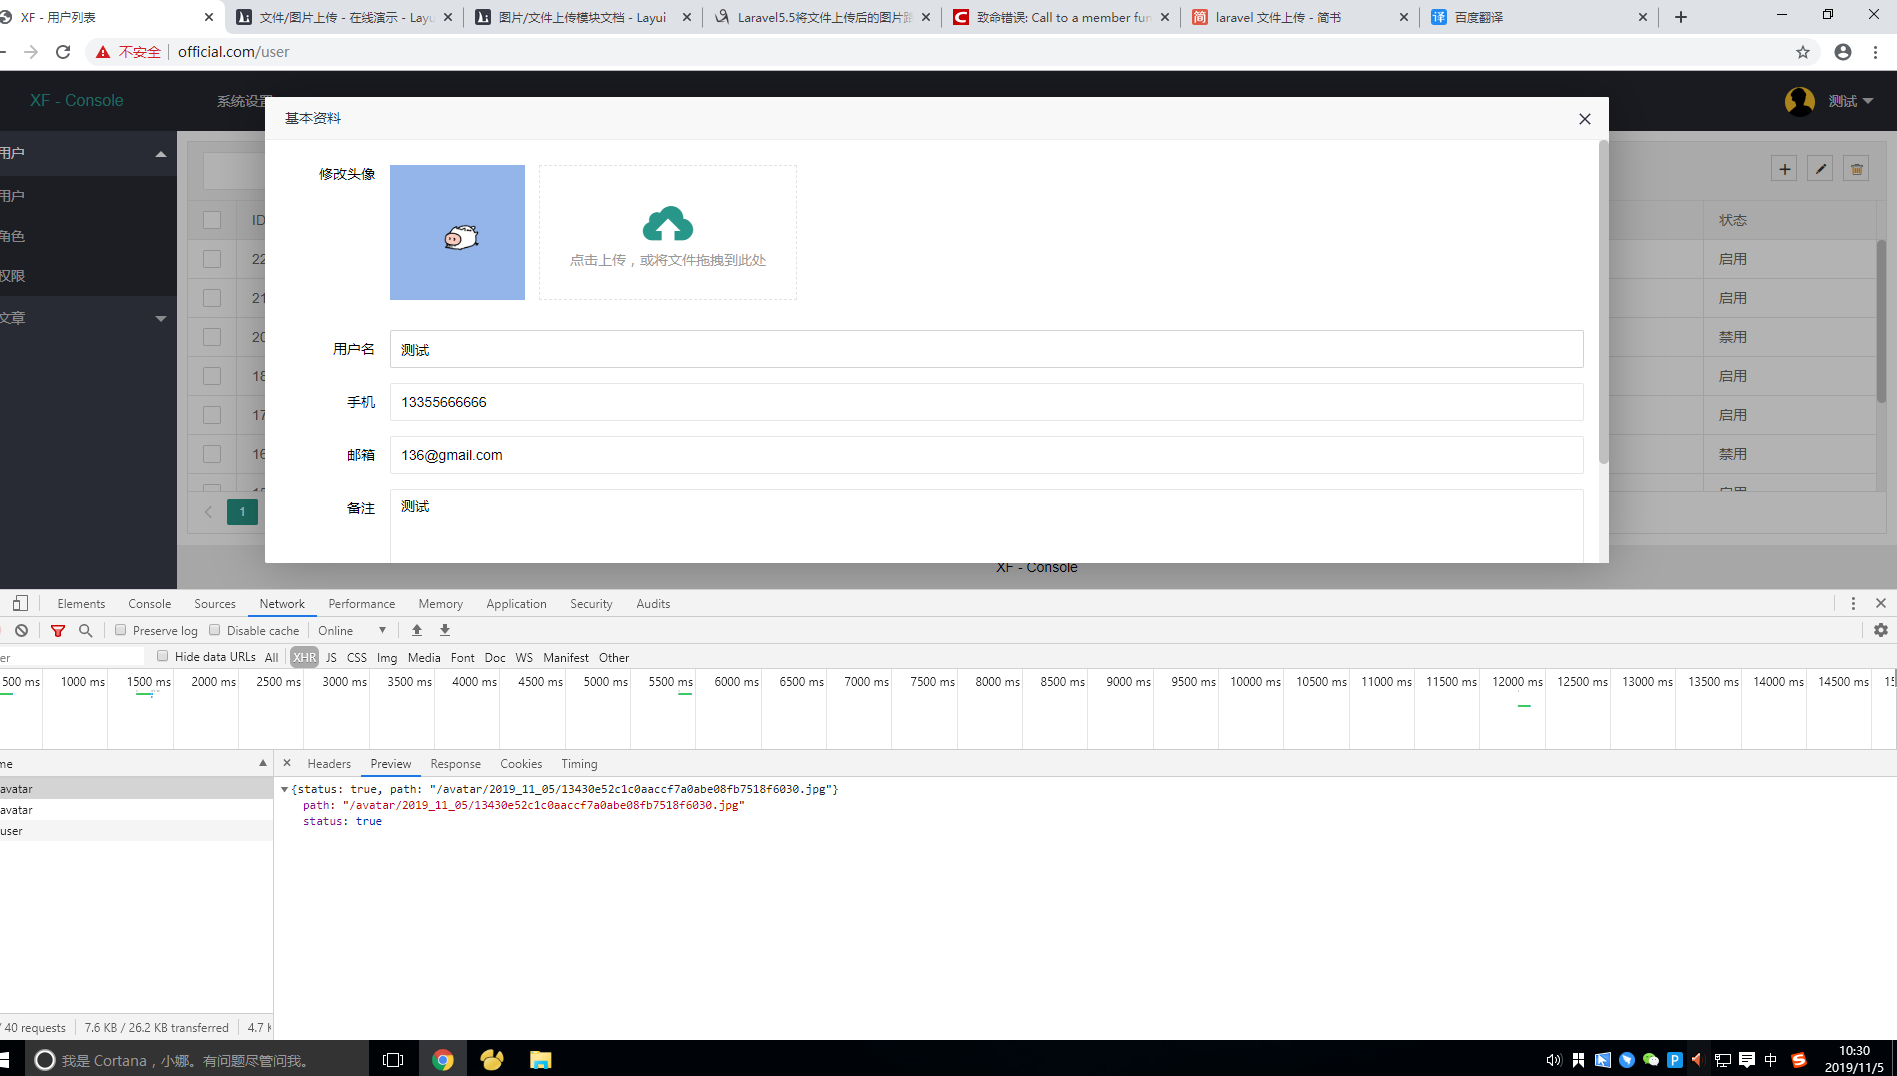 XF - 用户列表
文件/图片上传 - 在线演示 - Layu
图片/文件上传模块文档 - Layui
Laravel5.5将文件上传后的图片
致命错误: Call to a member fun
laravel 文件上传 - 简书
百度翻译
不安全 official.com/user
XF - Console
系统设置
测试
基本资料
用户
用户
角色
权限
文章
修改头像
点击上传，或将文件拖拽到此处
用户名 测试
手机 13355666666
邮箱 136@gmail.com
备注 测试
ID
22
21
20
18
17
16
状态
启用
启用
禁用
启用
启用
禁用
启用
1
XF - Console
Elements Console Sources Network Performance Memory Application Security Audits
Preserve log Disable cache Online
er Hide data URLs All XHR JS CSS Img Media Font Doc WS Manifest Other
500 ms 1000 ms 1500 ms 2000 ms 2500 ms 3000 ms 3500 ms 4000 ms 4500 ms 5000 ms 5500 ms 6000 ms 6500 ms 7000 ms 7500 ms 8000 ms 8500 ms 9000 ms 9500 ms 10000 ms 10500 ms 11000 ms 11500 ms 12000 ms 12500 ms 13000 ms 13500 ms 14000 ms 14500 ms
me
Headers Preview Response Cookies Timing
avatar
avatar
user
{status: true, path: "/avatar/2019_11_05/13430e52c1c0aaccf7a0abe08fb7518f6030.jpg"}
path: "/avatar/2019_11_05/13430e52c1c0aaccf7a0abe08fb7518f6030.jpg"
status: true
/ 40 requests 7.6 KB / 26.2 KB transferred 4.7 K
我是 Cortana，小娜。有问题尽管问我。
中
10:30
2019/11/5